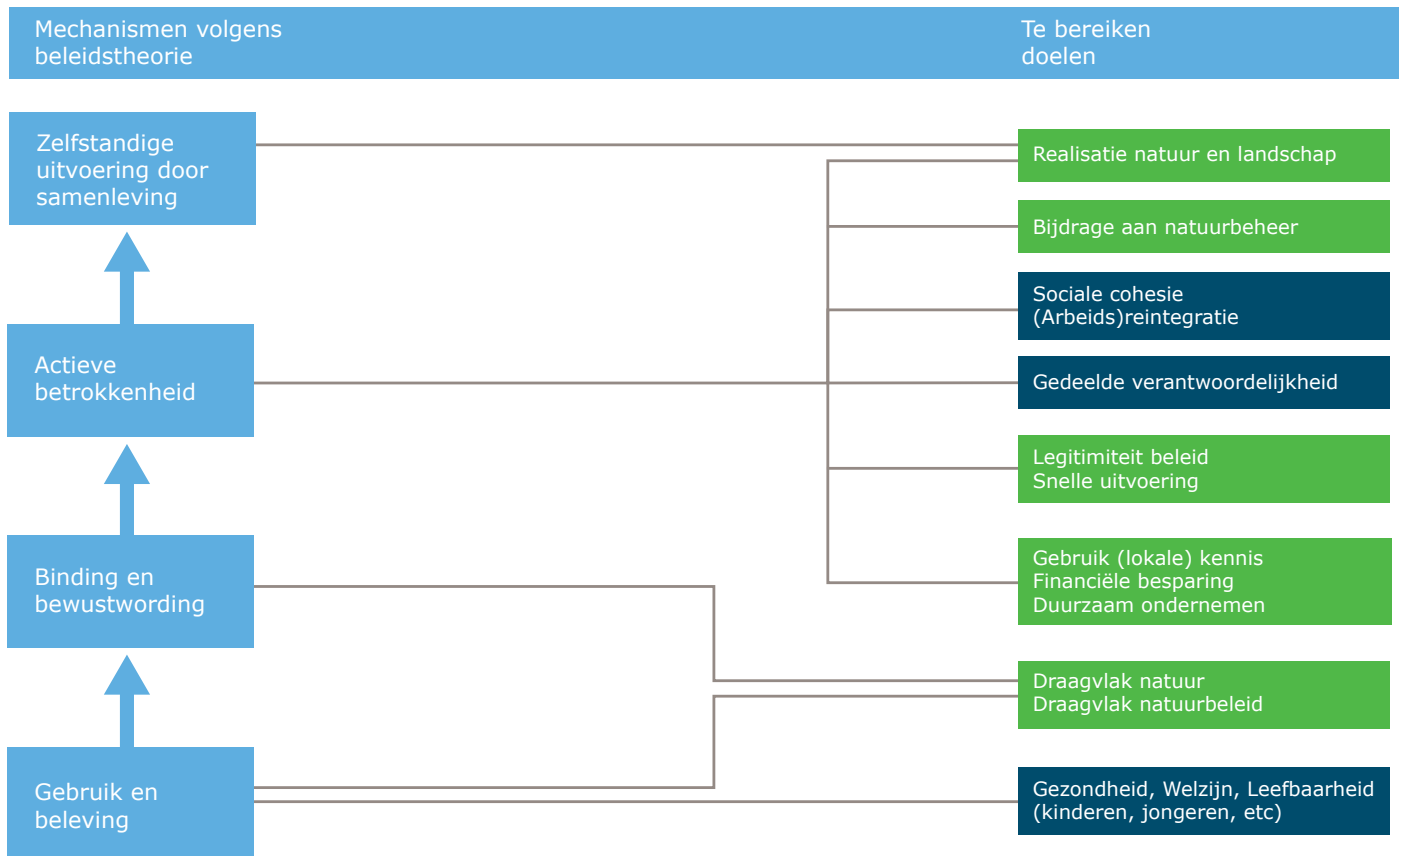 Mechanismen volgens
beleidstheorie
Te bereiken
doelen
Zelfstandige
uitvoering door
samenleving
Actieve
betrokkenheid
Binding en
bewustwording
Gebruik en
beleving
Realisatie natuur en landschap
Bijdrage aan natuurbeheer
Sociale cohesie
(Arbeids)reintegratie
Gedeelde verantwoordelijkheid
Legitimiteit beleid
Snelle uitvoering
Gebruik (lokale) kennis
Financiële besparing
Duurzaam ondernemen
Draagvlak natuur
Draagvlak natuurbeleid
Gezondheid, Welzijn, Leefbaarheid
(kinderen, jongeren, etc)